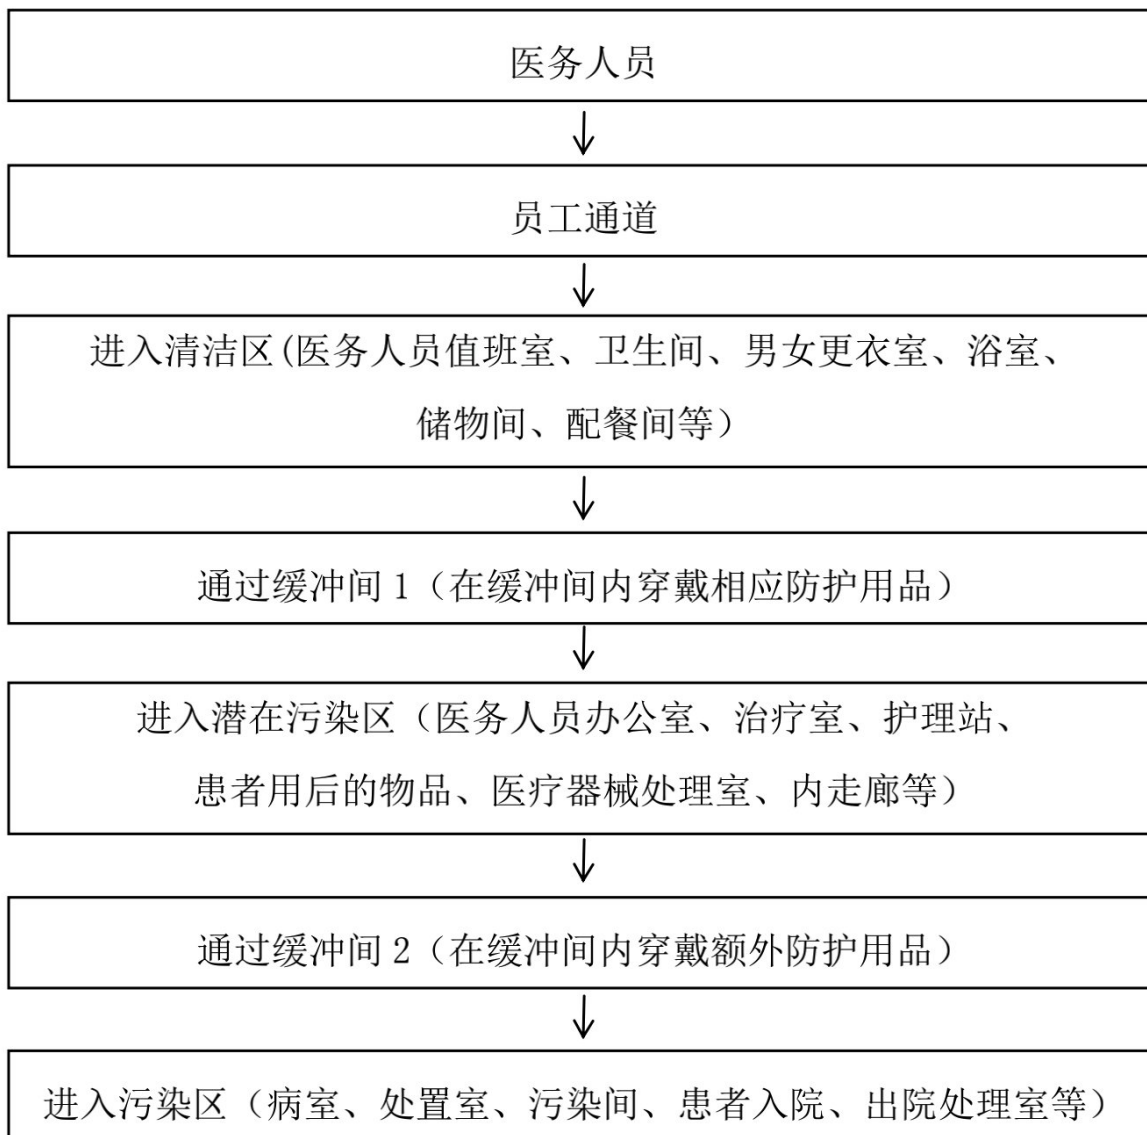 医务人员
员工通道
进入清洁区(医务人员值班室、卫生间、男女更衣室、浴室、
储物间、配餐间等）
通过缓冲间 1（在缓冲间内穿戴相应防护用品）
进入潜在污染区（医务人员办公室、治疗室、护理站、
患者用后的物品、医疗器械处理室、内走廊等）
通过缓冲间 2（在缓冲间内穿戴额外防护用品）
进入污染区（病室、处置室、污染间、患者入院、出院处理室等）